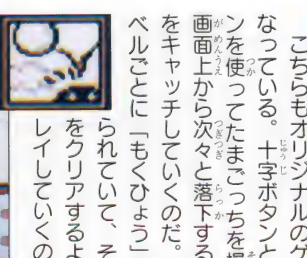 こちらもオリジナルのゲ
なっている。十字ボタンと
ンを使ってたまごっちを操
画面上から次々と落下する
をキャッチしていくのだ。
ベルごとに「もくひょう」
られていて、そ
をクリアするよ
レイしていくの